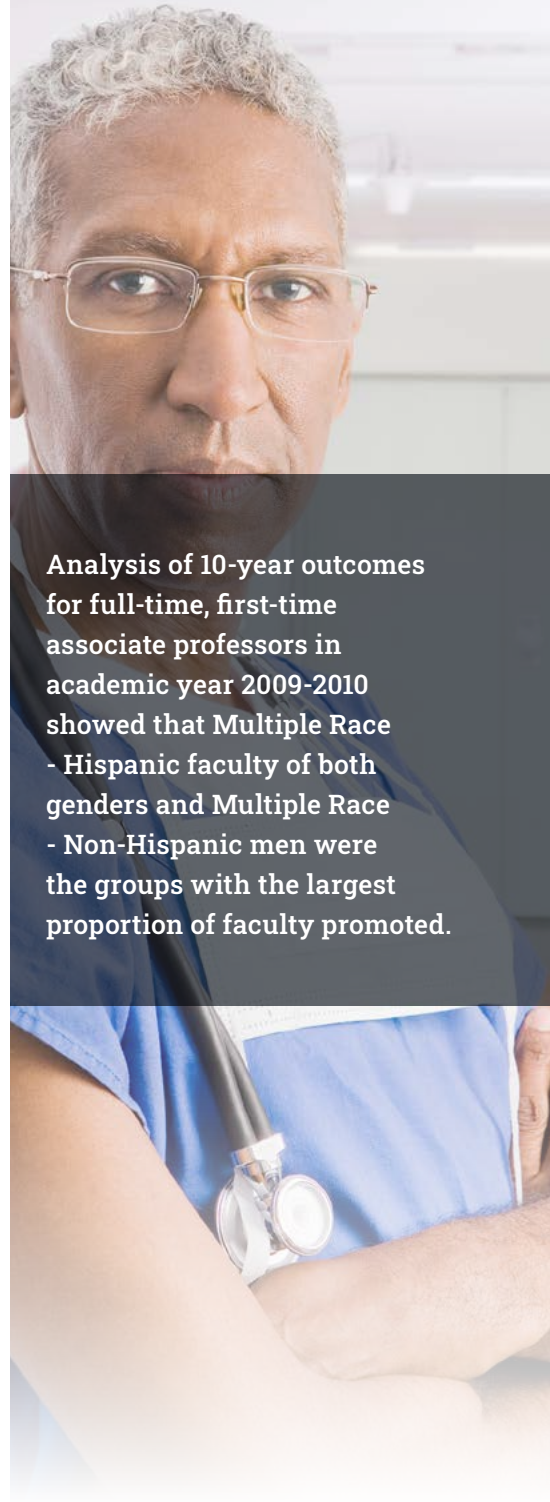 Analysis of 10-year outcomes
for full-time, first-time
associate professors in
academic year 2009-2010
showed that Multiple Race
- Hispanic faculty of both
genders and Multiple Race
- Non-Hispanic men were
the groups with the largest
proportion of faculty promoted.